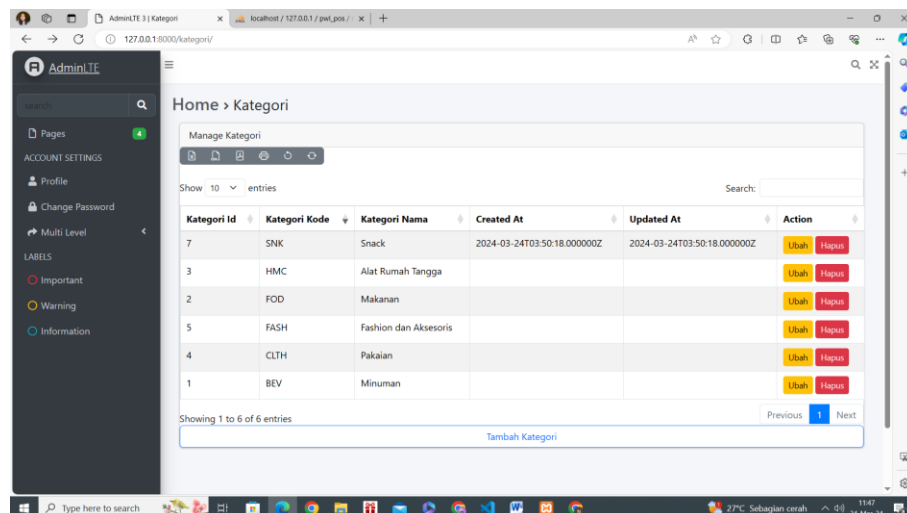 AdminLTE 3 | Kategori
localhost / 127.0.0.1 / pwl_pos /
127.0.0.1:8000/kategori/
AdminLTE
search
Pages 4
ACCOUNT SETTINGS
Profile
Change Password
Multi Level
LABELS
Important
Warning
Information
Home › Kategori
Manage Kategori
Show 10 entries
Search:
Kategori Id Kategori Kode Kategori Nama Created At Updated At Action
7 SNK Snack 2024-03-24T03:50:18.000000Z 2024-03-24T03:50:18.000000Z Ubah Hapus
3 HMC Alat Rumah Tangga Ubah Hapus
2 FOD Makanan Ubah Hapus
5 FASH Fashion dan Aksesoris Ubah Hapus
4 CLTH Pakaian Ubah Hapus
1 BEV Minuman Ubah Hapus
Showing 1 to 6 of 6 entries
Previous 1 Next
Tambah Kategori
Type here to search
27°C Sebagian cerah
11:47